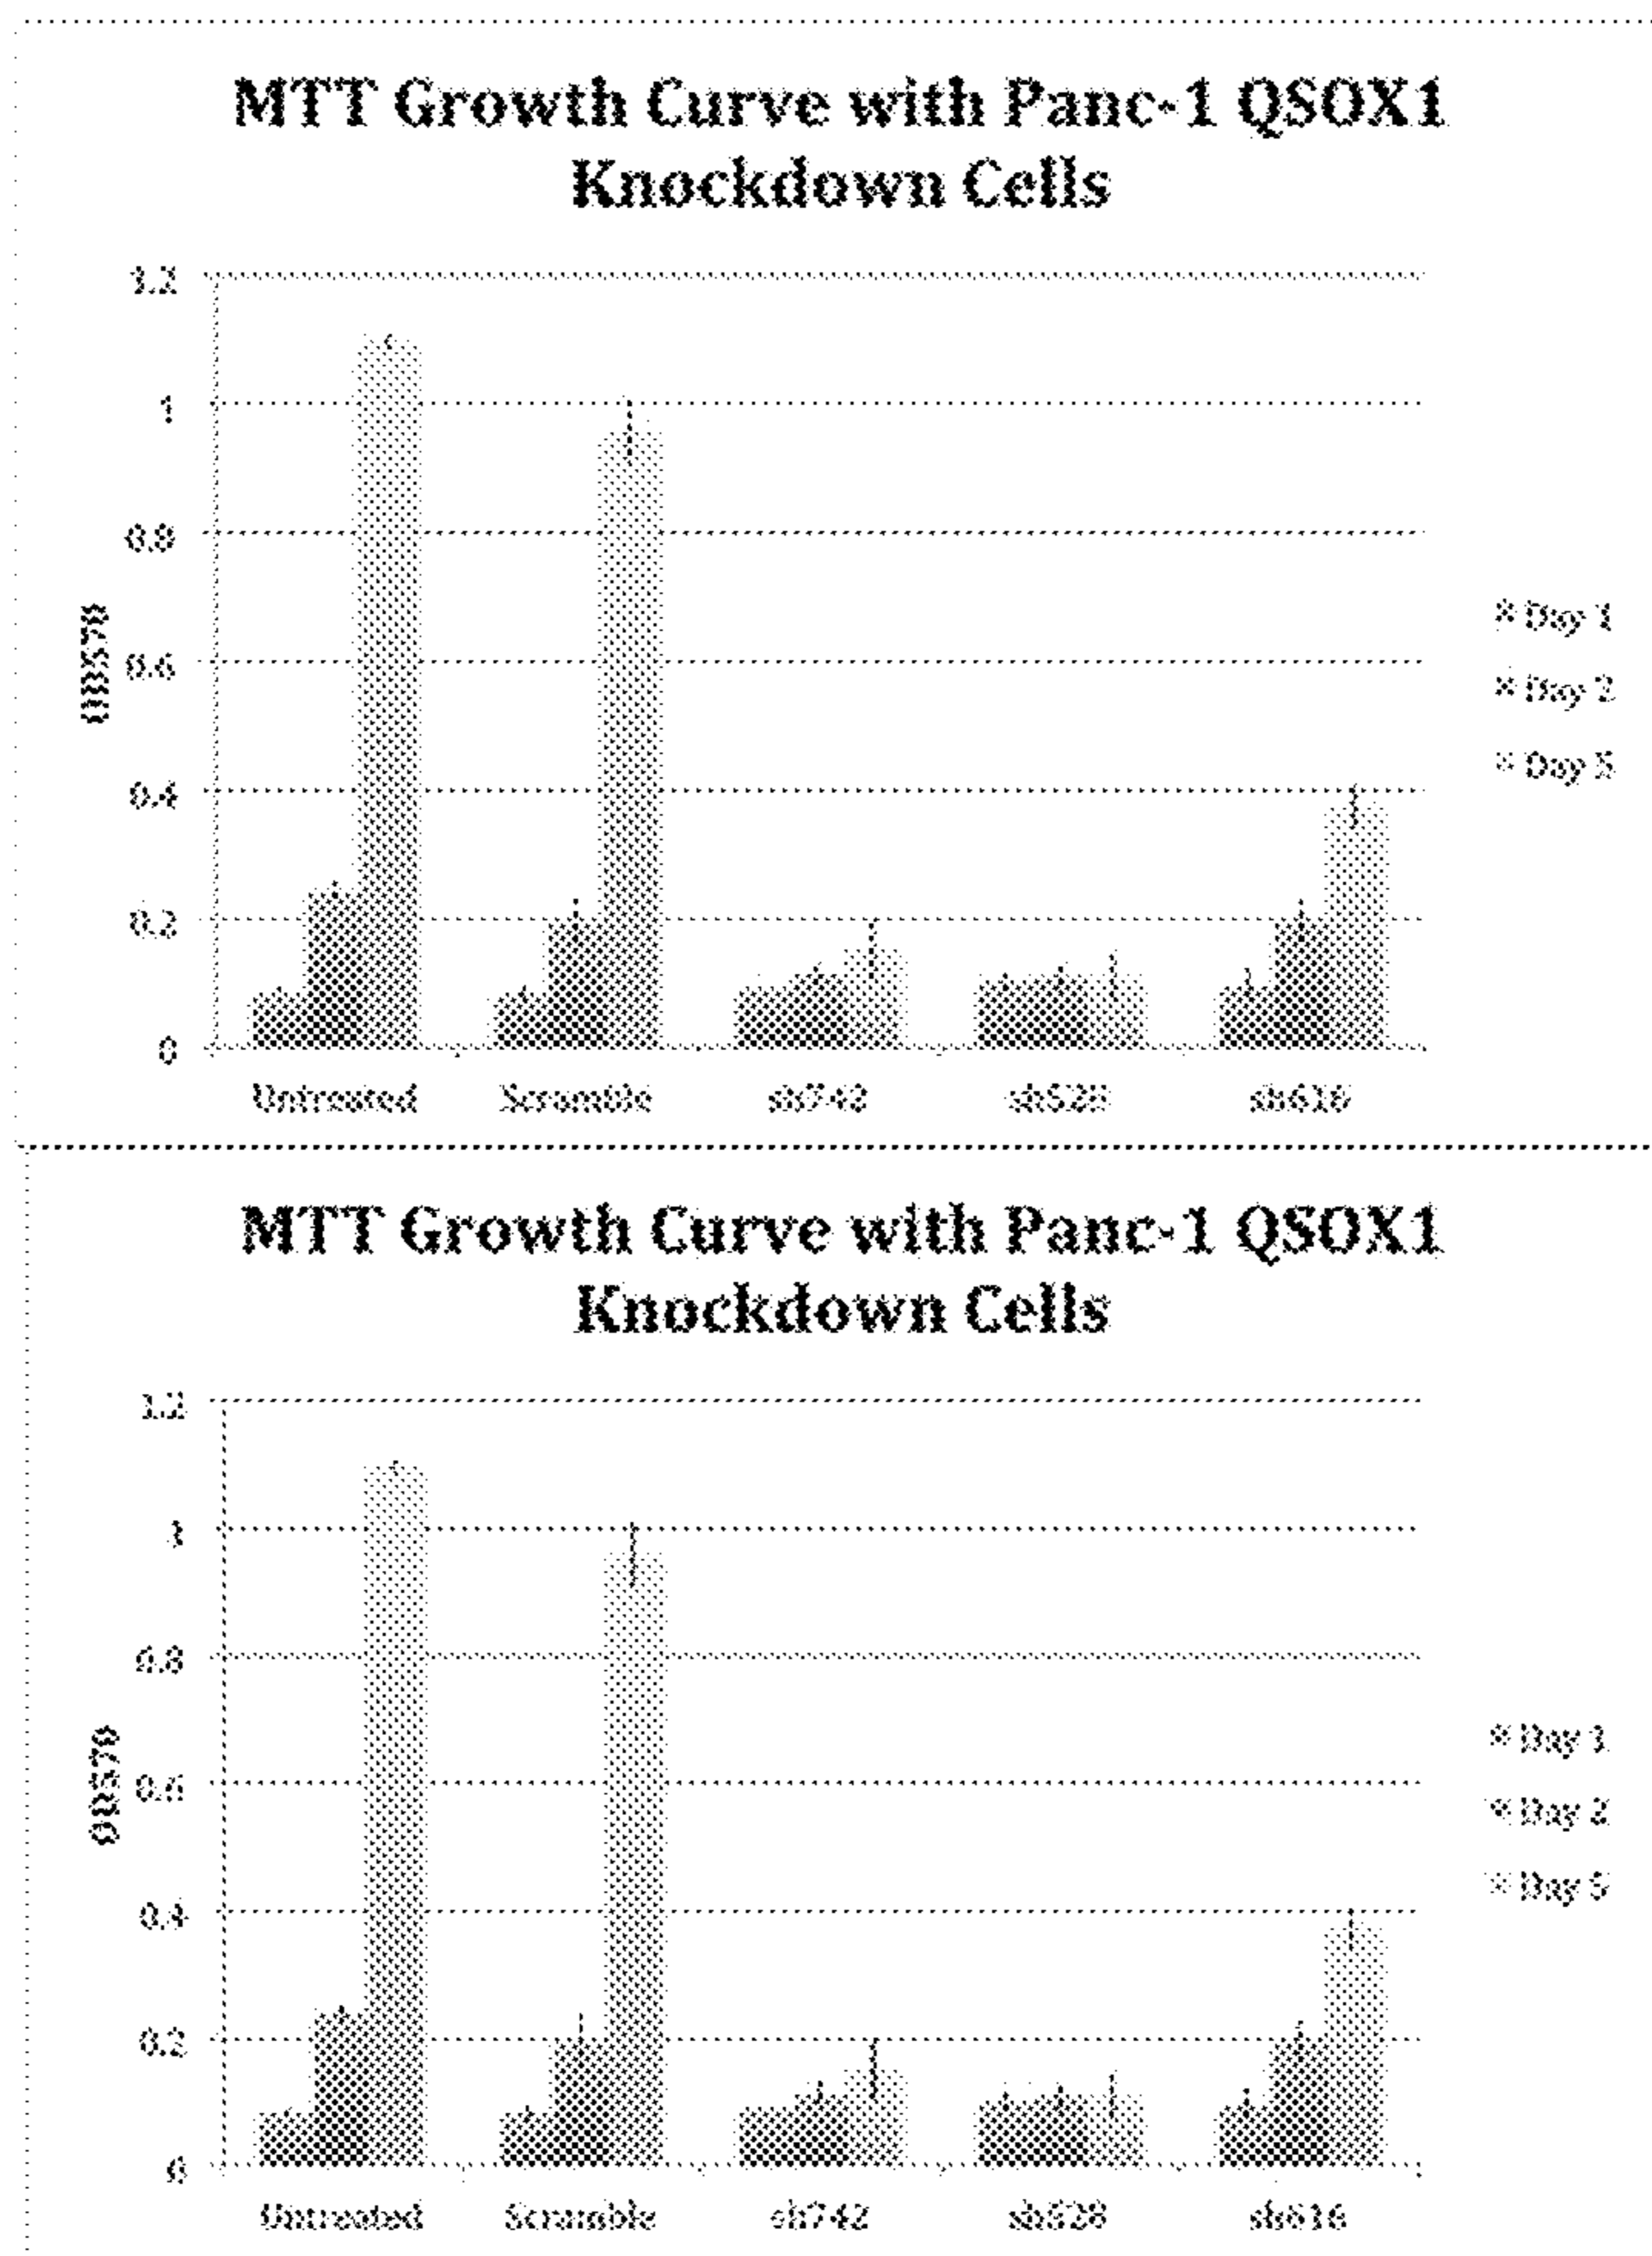 MTT Growth Curve with Panc-1 QSOX1
Knockdown Cells
1.2
1
0.8
0.6
0.4
0.2
0
OD570
Day 1
Day 2
Day 5
Untreated
Scramble
sh742
sh528
sh616
MTT Growth Curve with Panc-1 QSOX1
Knockdown Cells
1.2
1
0.8
0.6
0.4
0.2
0
OD570
Day 1
Day 2
Day 5
Untreated
Scramble
sh742
sh528
sh616